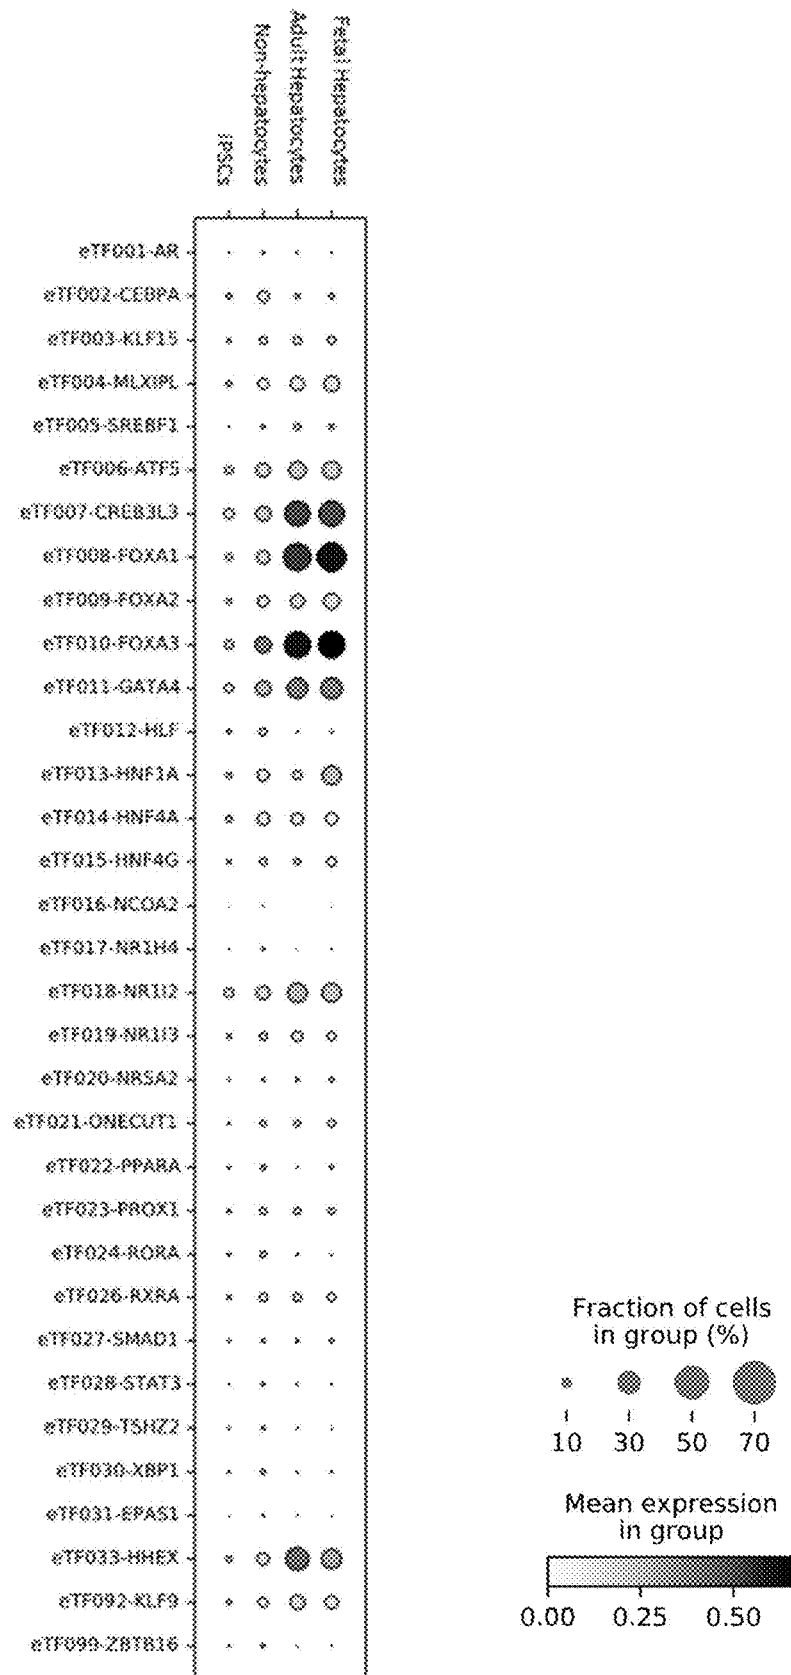 iPSCs
Non-hepatocytes
Adult Hepatocytes
Fetal Hepatocytes
eTF001-AR
eTF002-CEBPA
eTF003-KLF15
eTF004-MLXIPL
eTF005-SREBF1
eTF006-ATF5
eTF007-CREB3L3
eTF008-FOXA1
eTF009-FOXA2
eTF010-FOXA3
eTF011-GATA4
eTF012-HLF
eTF013-HNF1A
eTF014-HNF4A
eTF015-HNF4G
eTF016-NCOA2
eTF017-NR1H4
eTF018-NR1I2
eTF019-NR1I3
eTF020-NR5A2
eTF021-ONECUT1
eTF022-PPARA
eTF023-PROX1
eTF024-RORA
eTF026-RXRA
eTF027-SMAD1
eTF028-STAT3
eTF029-TSHZ2
eTF030-XBP1
eTF031-EPAS1
eTF033-HHEX
eTF092-KLF9
eTF099-ZBTB16
Fraction of cells
in group (%)
10 30 50 70
Mean expression
in group
0.00 0.25 0.50